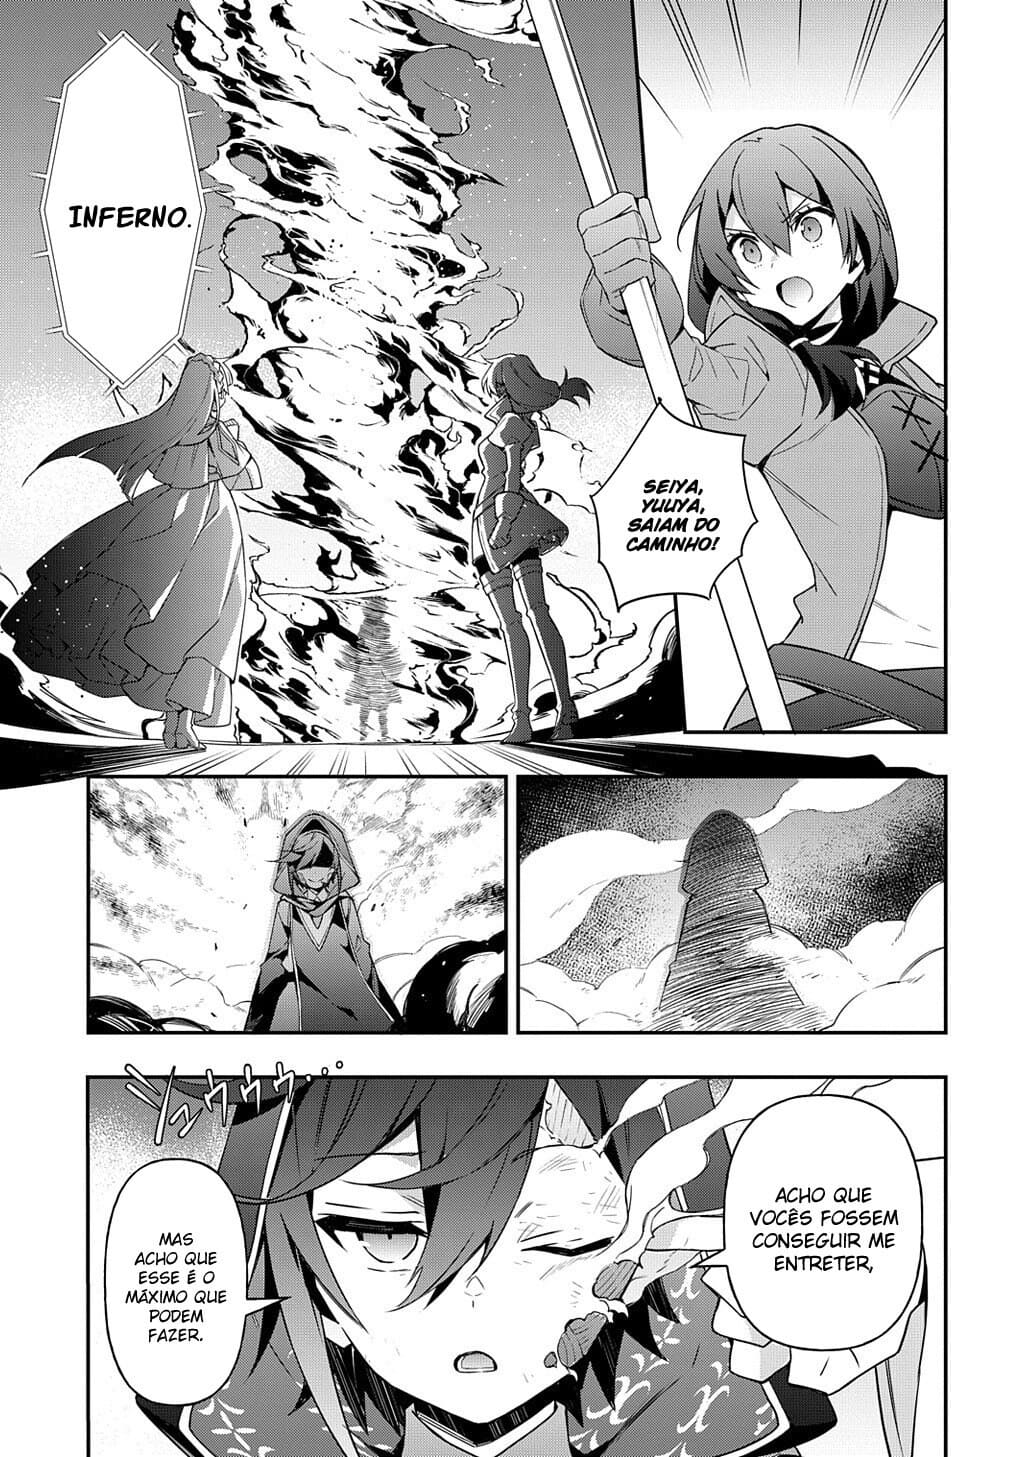 SEIYA,
YUUYA,
SAIAM DO
CAMINHO!
INFERNO.
ACHO QUE
VOCÊS FOSSEM
CONSEGUIR ME
ENTRETER,
MAS
ACHO QUE
ESSE É O
MÁXIMO QUE
PODEM
FAZER.